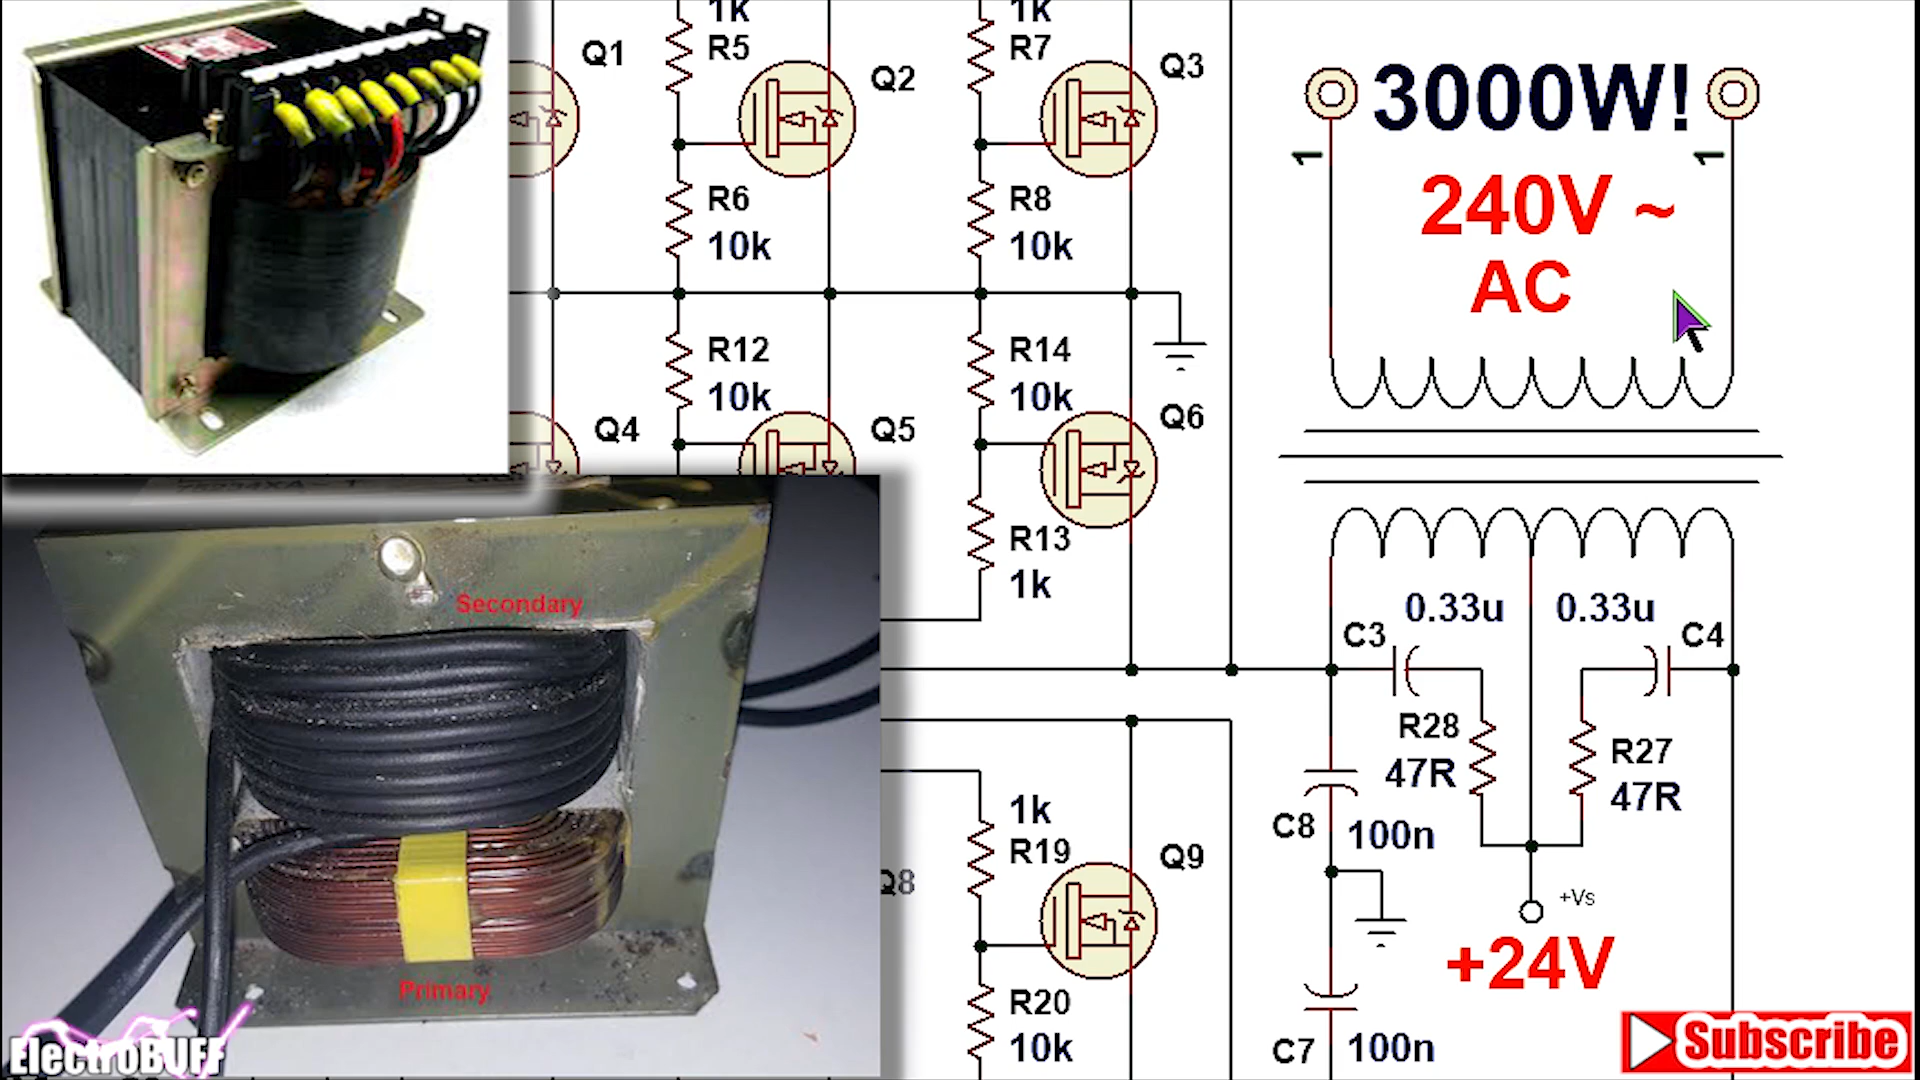 1k
R5
1k
R7
Q1
Q2
Q3
3000W!
1
1
240V ~
AC
R6
10k
R8
10k
R12
10k
R14
10k
Q4
Q5
Q6
R13
1k
Secondary
Primary
0.33u
0.33u
C3
C4
R28
47R
R27
47R
1k
R19
C8
100n
Q8
Q9
+Vs
+24V
R20
10k
C7
100n
ElectroBUFF
Subscribe